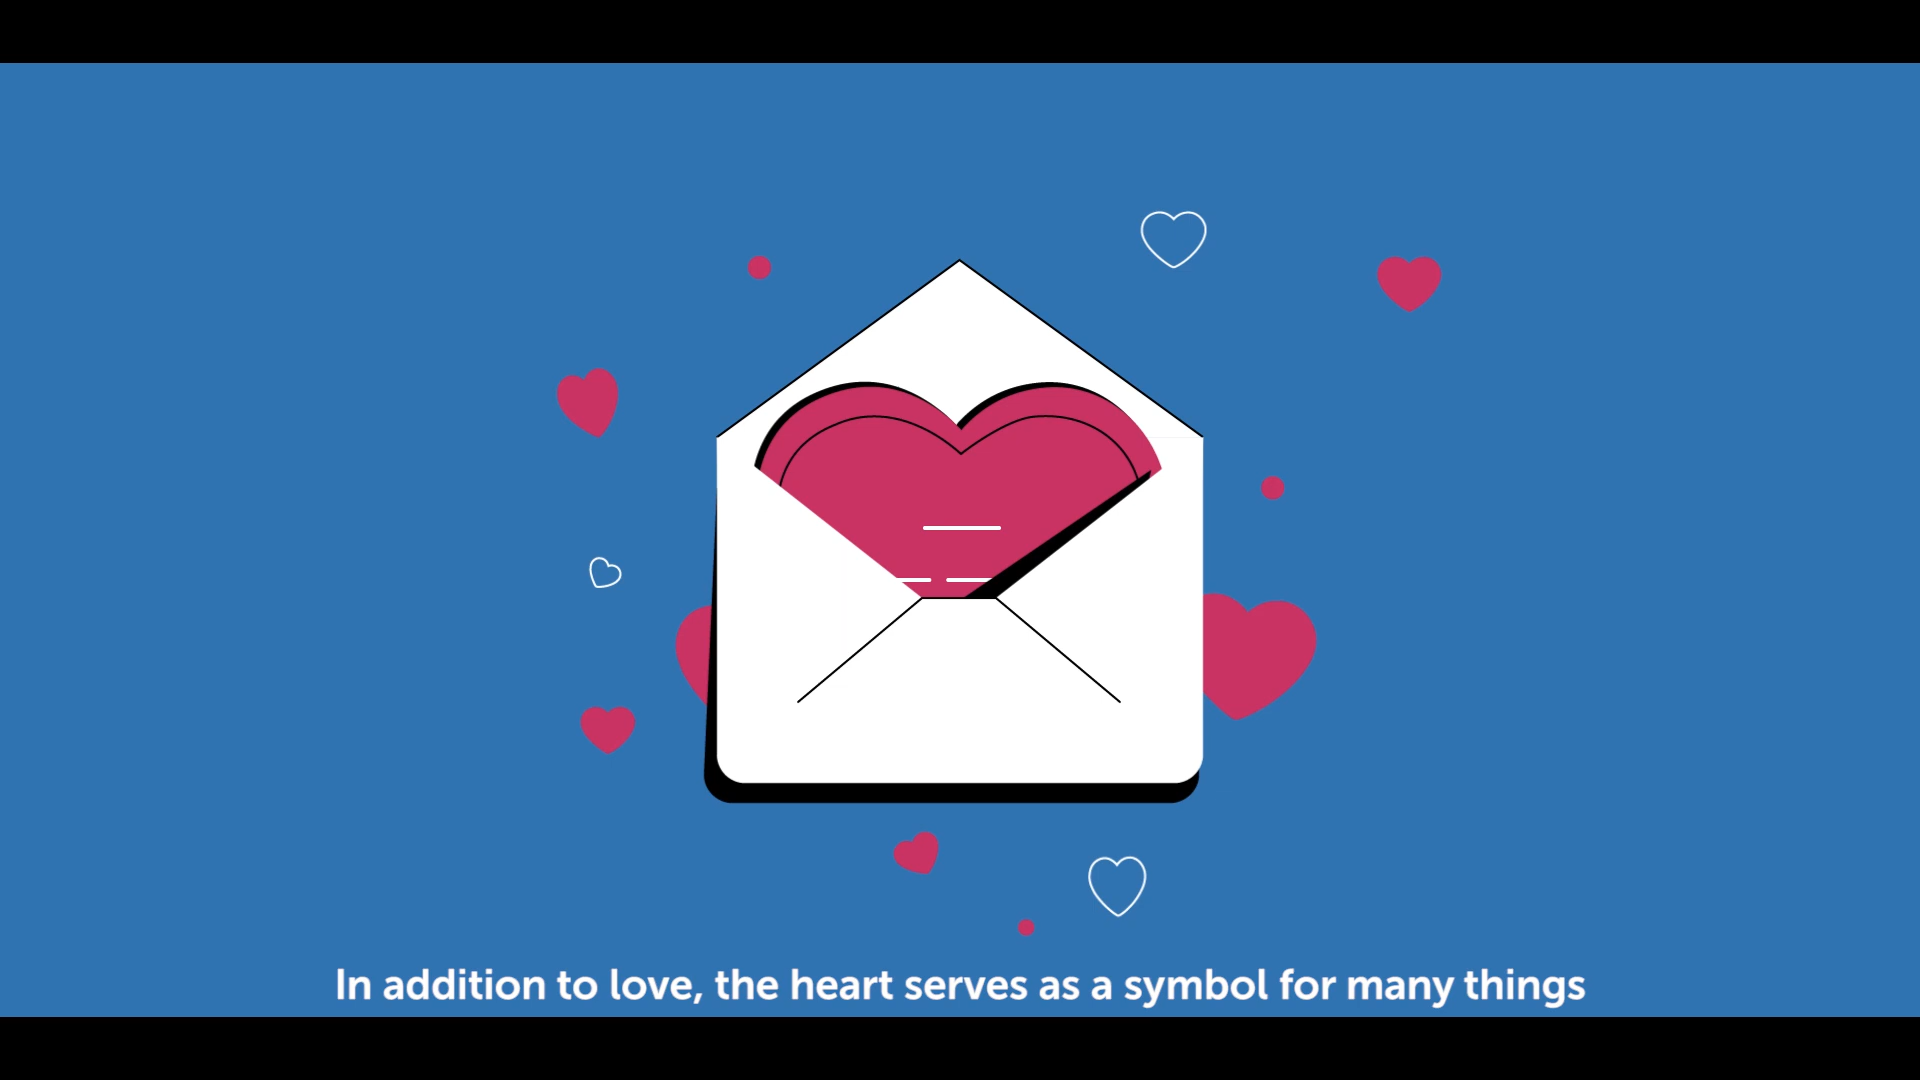 In addition to love, the heart serves as a symbol for many things